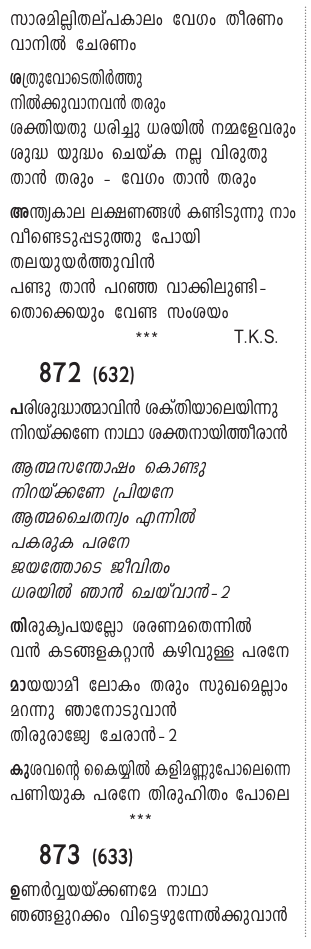 സാരമില്ലിതല്പകാലം വേഗം തീരണം
വാനിൽ ചേരണം
ശത്രുവോടെതിർത്തു
നിൽക്കുവാനവൻ തരും
ശക്തിയതു ധരിച്ചു ധരയിൽ നമ്മളേവരും
ശുദ്ധ യുദ്ധം ചെയ്ക നല്ല വിരുതു
താൻ തരും - വേഗം താൻ തരും
അന്ത്യകാല ലക്ഷണങ്ങൾ കണ്ടിടുന്നു നാം
വീണ്ടെടുപ്പടുത്തു പോയി
തലയുയർത്തുവിൻ
പണ്ടു താൻ പറഞ്ഞ വാക്കിലുണ്ടി-
തൊക്കെയും വേണ്ട സംശയം
*** T.K.S.
872 (632)
പരിശുദ്ധാത്മാവിൻ ശക്തിയാലെയിന്നു
നിറയ്ക്കണേ നാഥാ ശക്തനായിത്തീരാൻ
ആത്മസന്തോഷം കൊണ്ടു
നിറയ്ക്കണേ പ്രിയനേ
ആത്മചൈതന്യം എന്നിൽ
പകരുക പരനേ
ജയത്തോടെ ജീവിതം
ധരയിൽ ഞാൻ ചെയ്‌വാൻ-2
തിരുകൃപയല്ലോ ശരണമതെന്നിൽ
വൻ കടങ്ങളകറ്റാൻ കഴിവുള്ള പരനേ
മായയാമീ ലോകം തരും സുഖമെല്ലാം
മറന്നു ഞാനോടുവാൻ
തിരുരാജ്യേ ചേരാൻ-2
കുശവന്റെ കൈയ്യിൽ കളിമണ്ണുപോലെന്നെ
പണിയുക പരനേ തിരുഹിതം പോലെ
***
873 (633)
ഉണർവ്വയയ്ക്കണമേ നാഥാ
ഞങ്ങളുറക്കം വിട്ടെഴുന്നേൽക്കുവാൻ